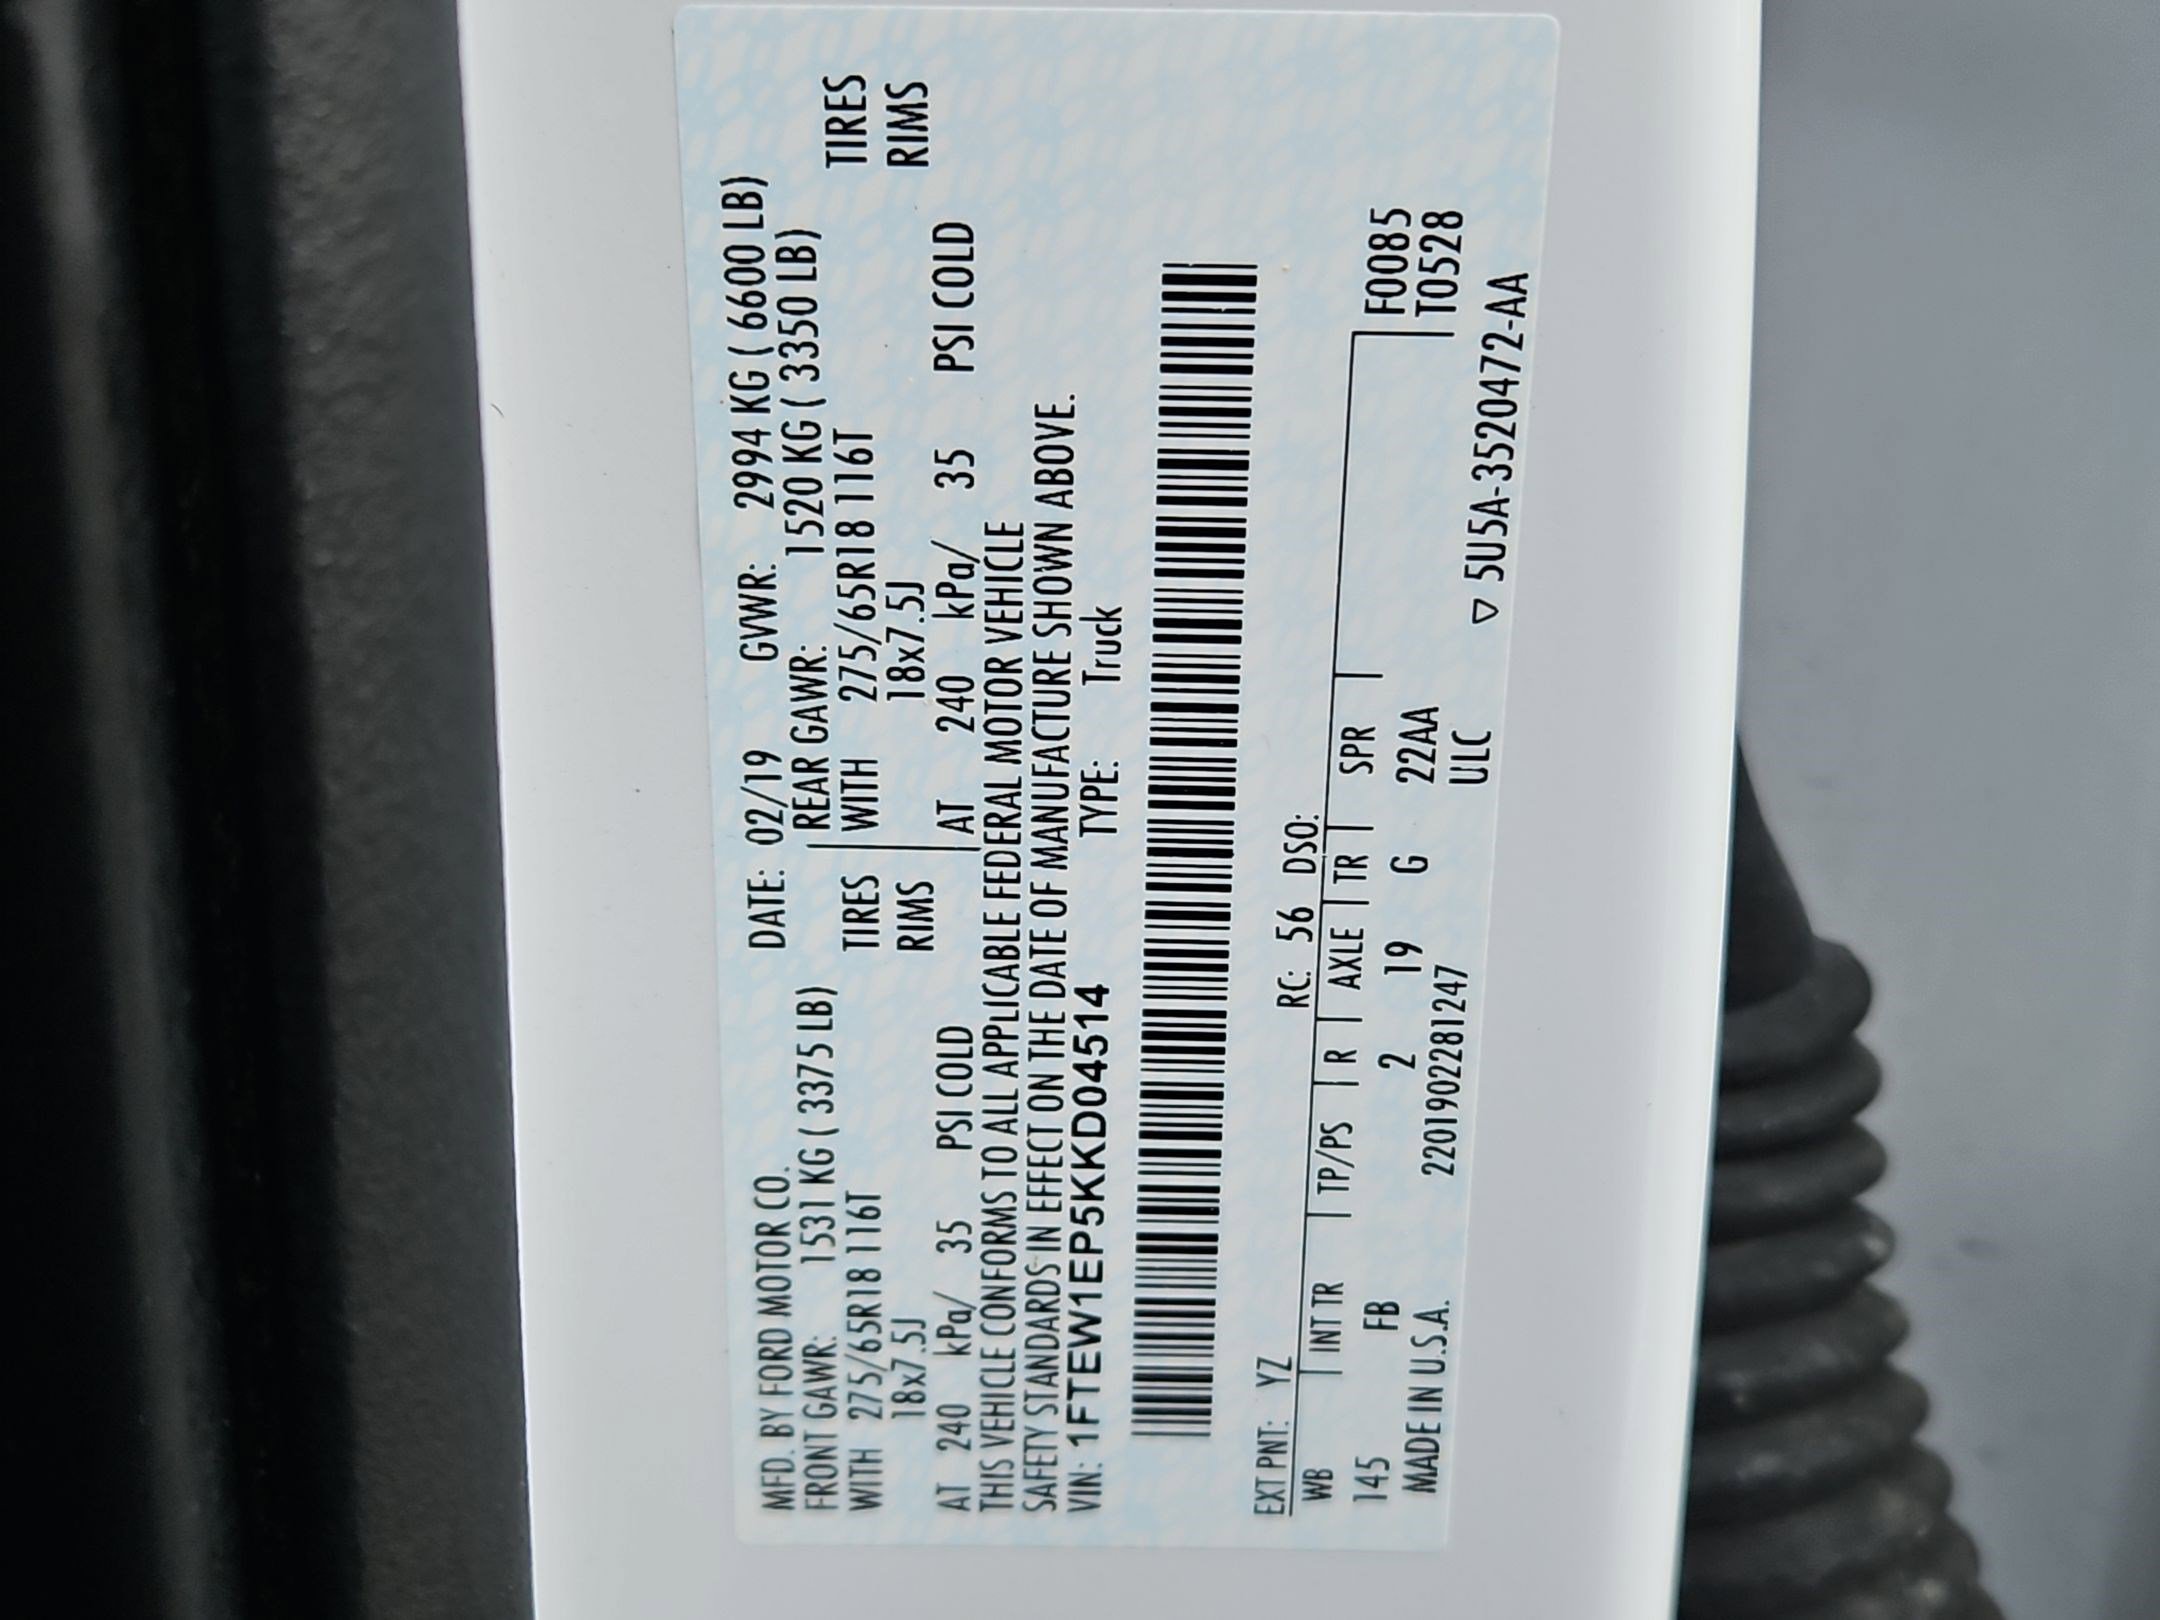 MFD. BY FORD MOTOR CO. DATE: 02/19 GVWR: 2994 KG ( 6600 LB)
FRONT GAWR: 1531 KG ( 3375 LB) REAR GAWR: 1520 KG ( 3350 LB)
WITH 275/65R18 116T TIRES WITH 275/65R18 116T TIRES
18x7.5J RIMS 18x7.5J RIMS
AT 240 kPa/ 35 PSI COLD AT 240 kPa/ 35 PSI COLD
THIS VEHICLE CONFORMS TO ALL APPLICABLE FEDERAL MOTOR VEHICLE
SAFETY STANDARDS IN EFFECT ON THE DATE OF MANUFACTURE SHOWN ABOVE.
VIN: 1FTEW1EP5KKD04514 TYPE: Truck
EXT PNT: YZ RC: 56 DSO:
WB INT TR TP/PS R AXLE TR SPR F0085
145 FB 2 19 G 22AA T0528
MADE IN U.S.A. 2201902281247 ULC
▽ 5U5A-3520472-AA